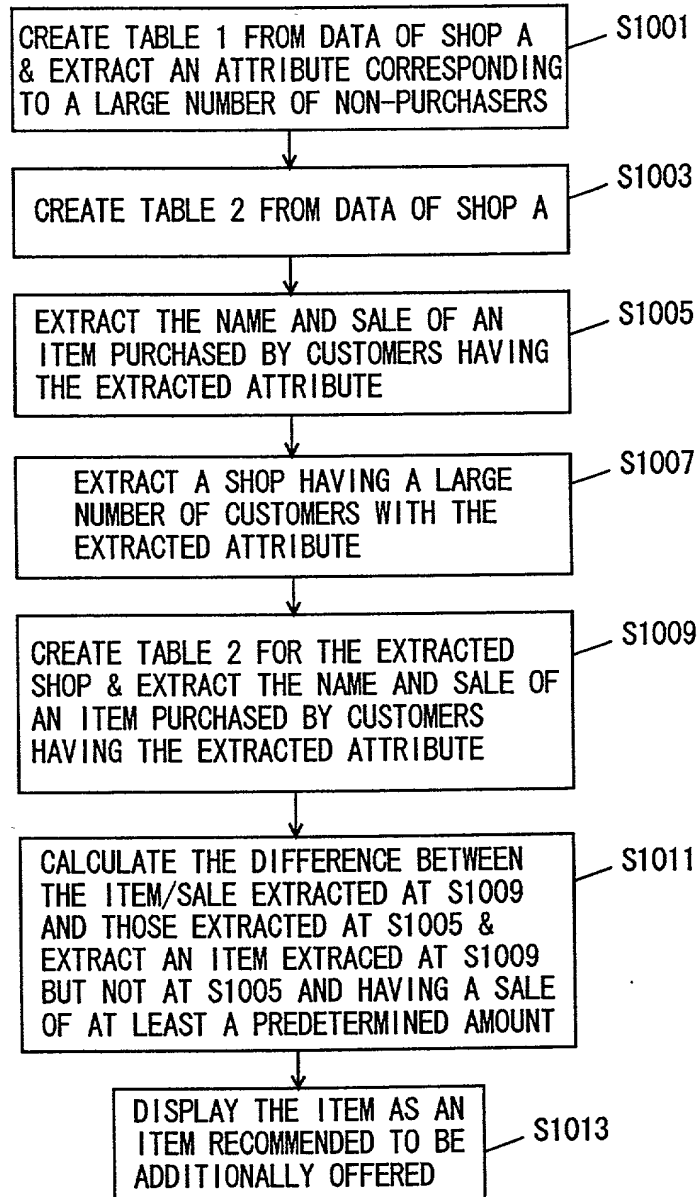 CREATE TABLE 1 FROM DATA OF SHOP A
& EXTRACT AN ATTRIBUTE CORRESPONDING
TO A LARGE NUMBER OF NON-PURCHASERS
S1001
CREATE TABLE 2 FROM DATA OF SHOP A
S1003
EXTRACT THE NAME AND SALE OF AN
ITEM PURCHASED BY CUSTOMERS HAVING
THE EXTRACTED ATTRIBUTE
S1005
EXTRACT A SHOP HAVING A LARGE
NUMBER OF CUSTOMERS WITH THE
EXTRACTED ATTRIBUTE
S1007
CREATE TABLE 2 FOR THE EXTRACTED
SHOP & EXTRACT THE NAME AND SALE OF
AN ITEM PURCHASED BY CUSTOMERS
HAVING THE EXTRACTED ATTRIBUTE
S1009
CALCULATE THE DIFFERENCE BETWEEN
THE ITEM/SALE EXTRACTED AT S1009
AND THOSE EXTRACTED AT S1005 &
EXTRACT AN ITEM EXTRACED AT S1009
BUT NOT AT S1005 AND HAVING A SALE
OF AT LEAST A PREDETERMINED AMOUNT
S1011
DISPLAY THE ITEM AS AN
ITEM RECOMMENDED TO BE
ADDITIONALLY OFFERED
S1013